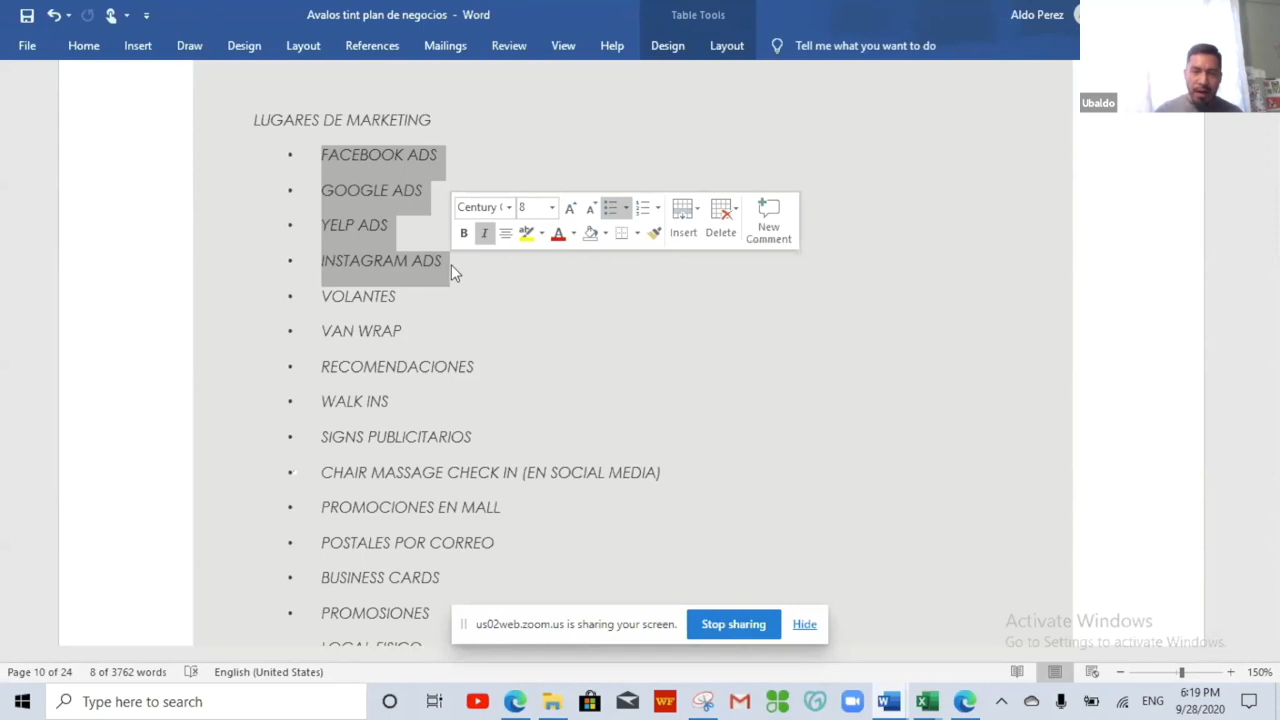 Avalos tint plan de negocios - Word
Table Tools
Aldo Perez
File Home Insert Draw Design Layout References Mailings Review View Help Design Layout Tell me what you want to do
Ubaldo
LUGARES DE MARKETING
• FACEBOOK ADS
• GOOGLE ADS
• YELP ADS
• INSTAGRAM ADS
• VOLANTES
• VAN WRAP
• RECOMENDACIONES
• WALK INS
• SIGNS PUBLICITARIOS
• CHAIR MASSAGE CHECK IN (EN SOCIAL MEDIA)
• PROMOCIONES EN MALL
• POSTALES POR CORREO
• BUSINESS CARDS
• PROMOSIONES
LOCAL FISICO
Century 8
B I Insert Delete New
Comment
us02web.zoom.us is sharing your screen. Stop sharing Hide
Activate Windows
Go to Settings to activate Windows.
Page 10 of 24 8 of 3762 words English (United States) 150%
Type here to search WF ENG 6:19 PM
9/28/2020